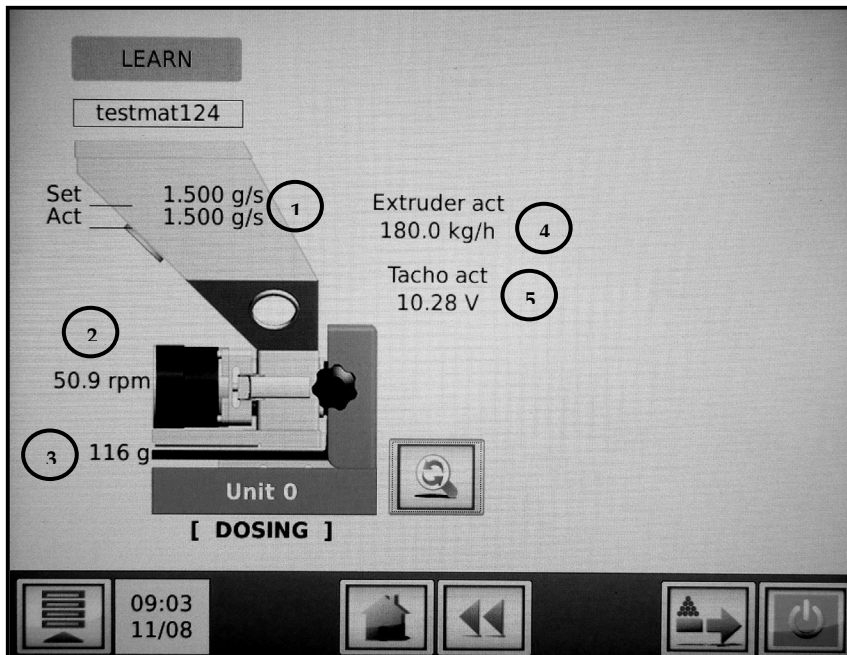 LEARN
testmat124
Set 1.500 g/s
Act 1.500 g/s
1
Extruder act
180.0 kg/h
4
Tacho act
10.28 V
5
2
50.9 rpm
3
116 g
Unit 0
[ DOSING ]
09:03
11/08